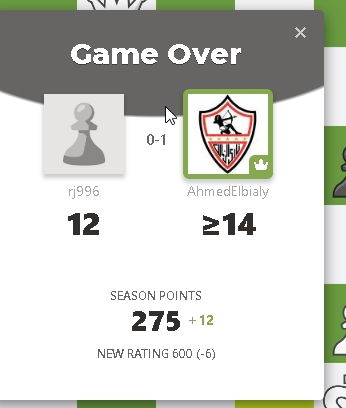 Game Over
0-1
rj996
AhmedElbialy
12
≥14
SEASON POINTS
275 +12
NEW RATING 600 (-6)